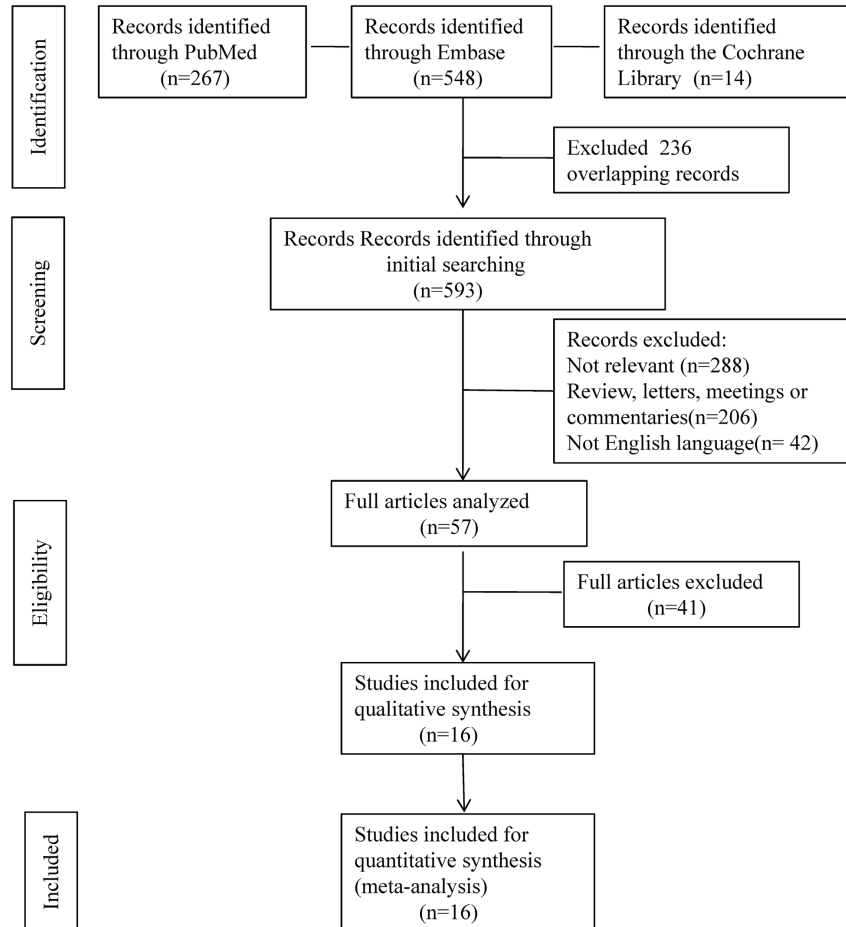 Identification
Records identified
through PubMed
(n=267)
Records identified
through Embase
(n=548)
Records identified
through the Cochrane
Library (n=14)
Excluded 236
overlapping records
Screening
Records Records identified through
initial searching
(n=593)
Records excluded:
Not relevant (n=288)
Review, letters, meetings or
commentaries(n=206)
Not English language(n= 42)
Eligibility
Full articles analyzed
(n=57)
Full articles excluded
(n=41)
Studies included for
qualitative synthesis
(n=16)
Included
Studies included for
quantitative synthesis
(meta-analysis)
(n=16)